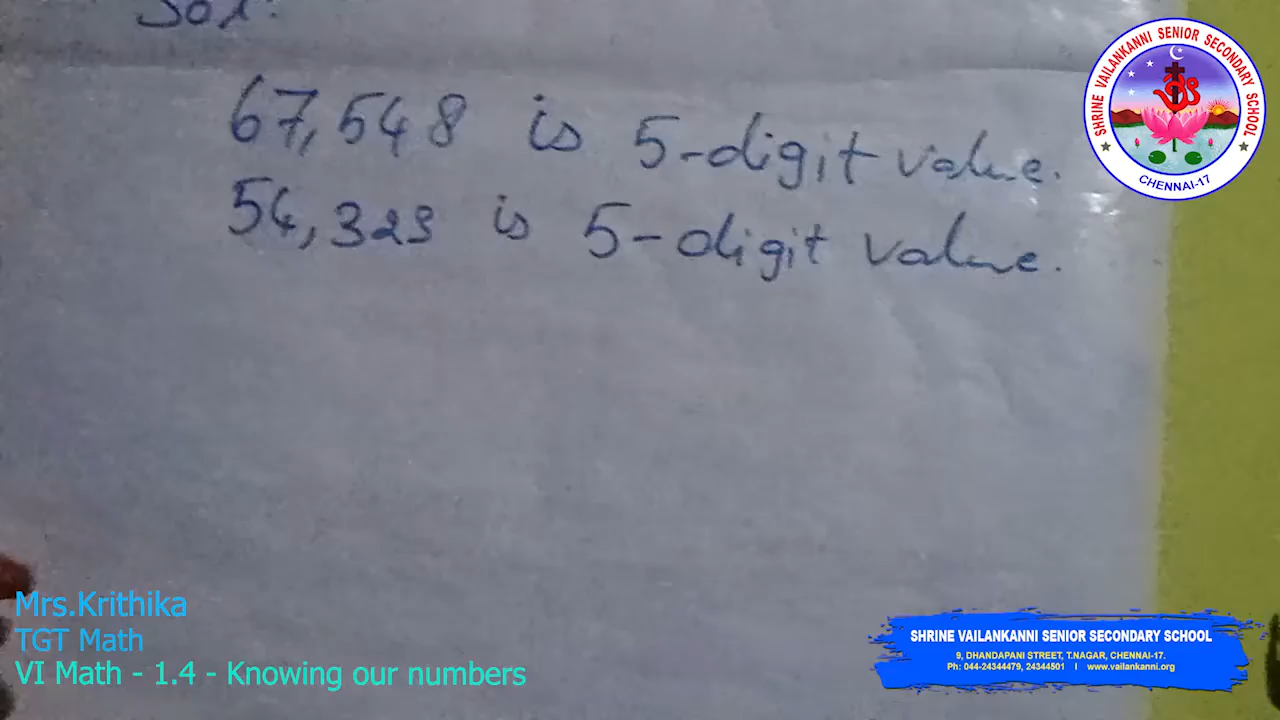 Sol:
67,548 is 5-digit value.
54,323 is 5-digit value.
SHRINE VAILANKANNI SENIOR SECONDARY SCHOOL
CHENNAI-17
Mrs.Krithika
TGT Math
VI Math - 1.4 - Knowing our numbers
SHRINE VAILANKANNI SENIOR SECONDARY SCHOOL
9, DHANDAPANI STREET, T.NAGAR, CHENNAI-17.
Ph: 044-24344479, 24344501 I www.vailankanni.org